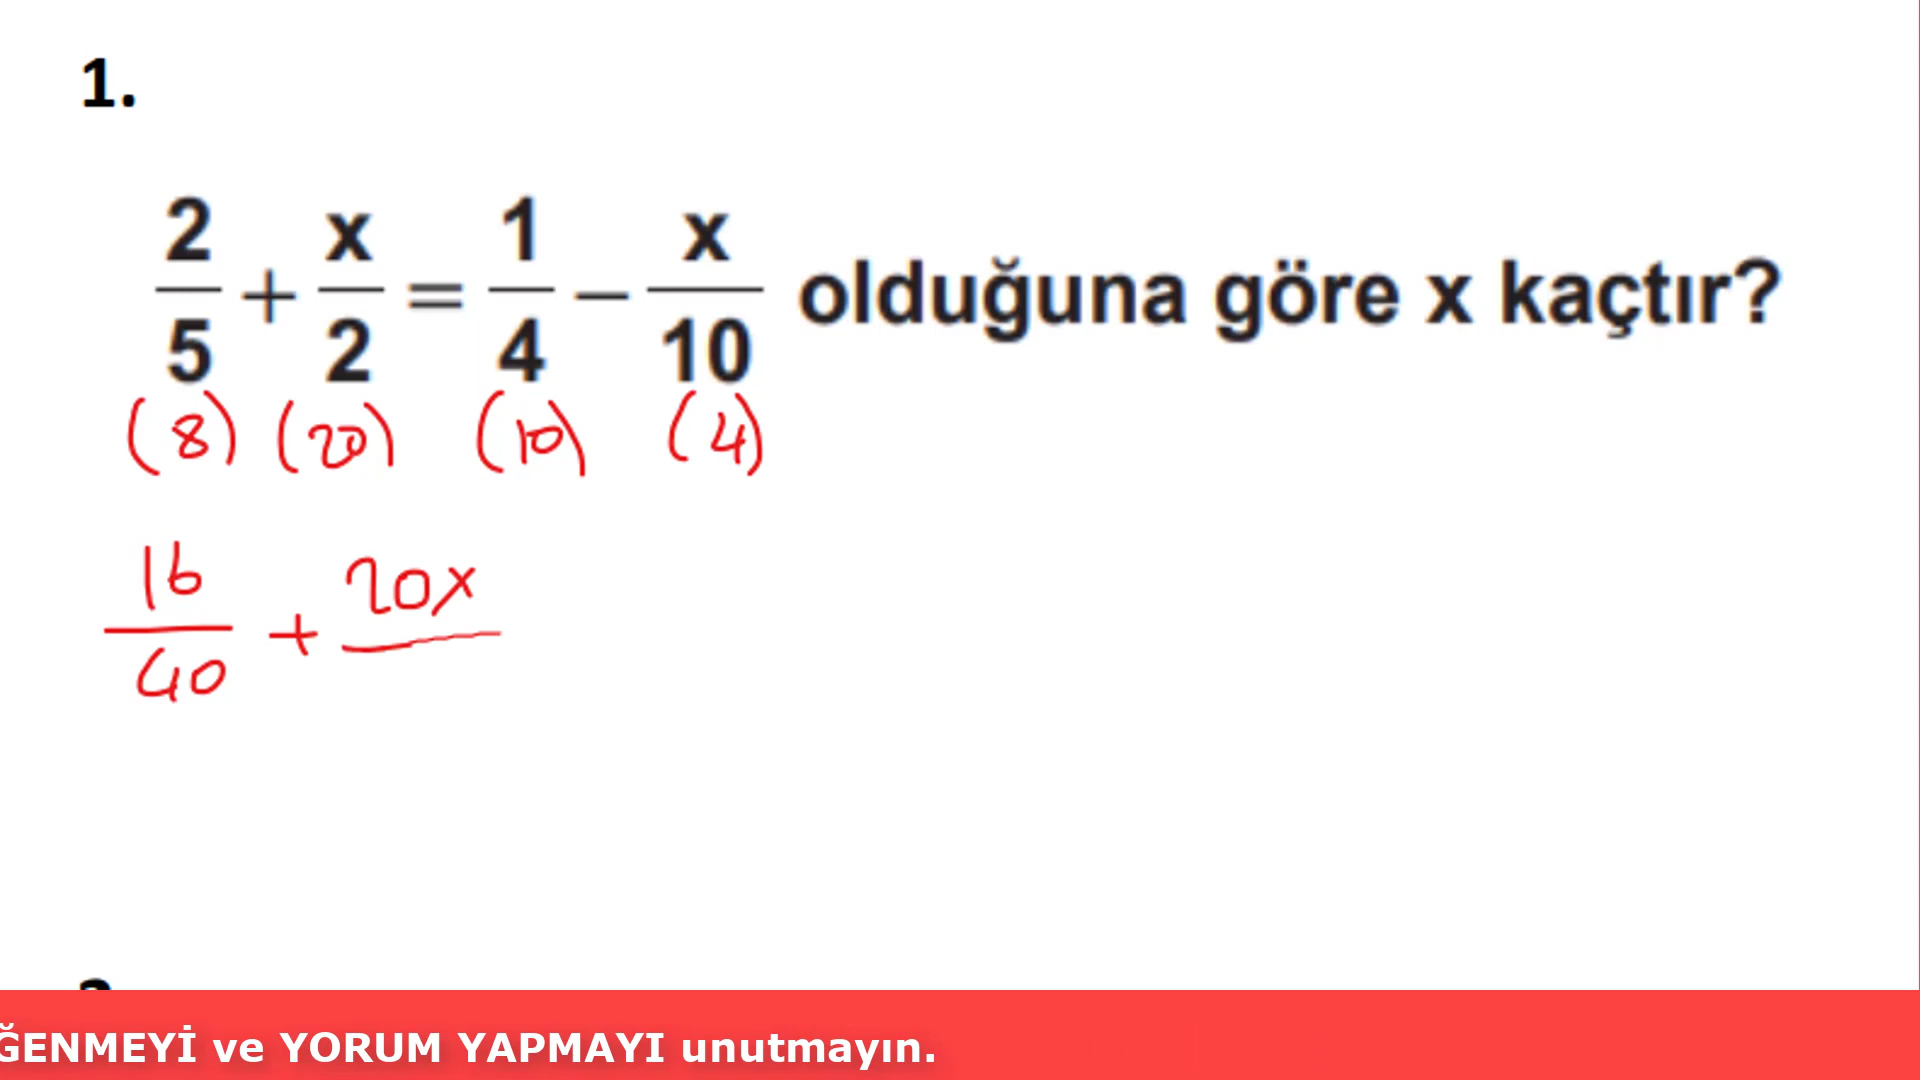 1.
2/5 + x/2 = 1/4 − x/10 olduğuna göre x kaçtır?
(8) (20) (10) (4)
16/40 + 20x
ĞENMEYİ ve YORUM YAPMAYI unutmayın.